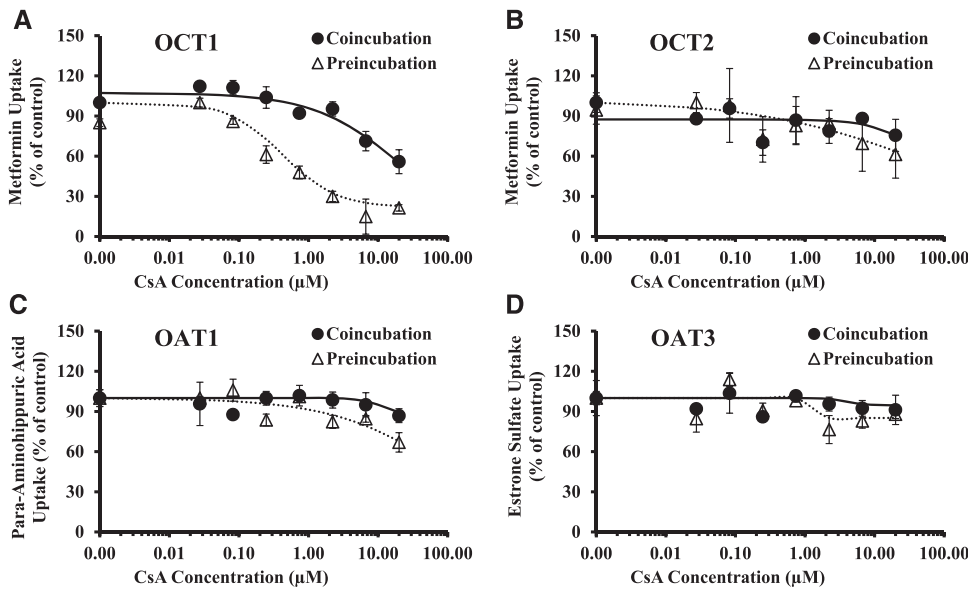 A
OCT1
Coincubation
Preincubation
Metformin Uptake
(% of control)
150
120
90
60
30
0
0.00 0.01 0.10 1.00 10.00 100.00
CsA Concentration (µM)
B
OCT2
Coincubation
Preincubation
Metformin Uptake
(% of control)
150
120
90
60
30
0
0.00 0.01 0.10 1.00 10.00 100.00
CsA Concentration (µM)
C
OAT1
Coincubation
Preincubation
Para-Aminohippuric Acid
Uptake (% of control)
150
120
90
60
30
0
0.00 0.01 0.10 1.00 10.00 100.00
CsA Concentration (µM)
D
OAT3
Coincubation
Preincubation
Estrone Sulfate Uptake
(% of control)
150
120
90
60
30
0
0.00 0.01 0.10 1.00 10.00 100.00
CsA Concentration (µM)